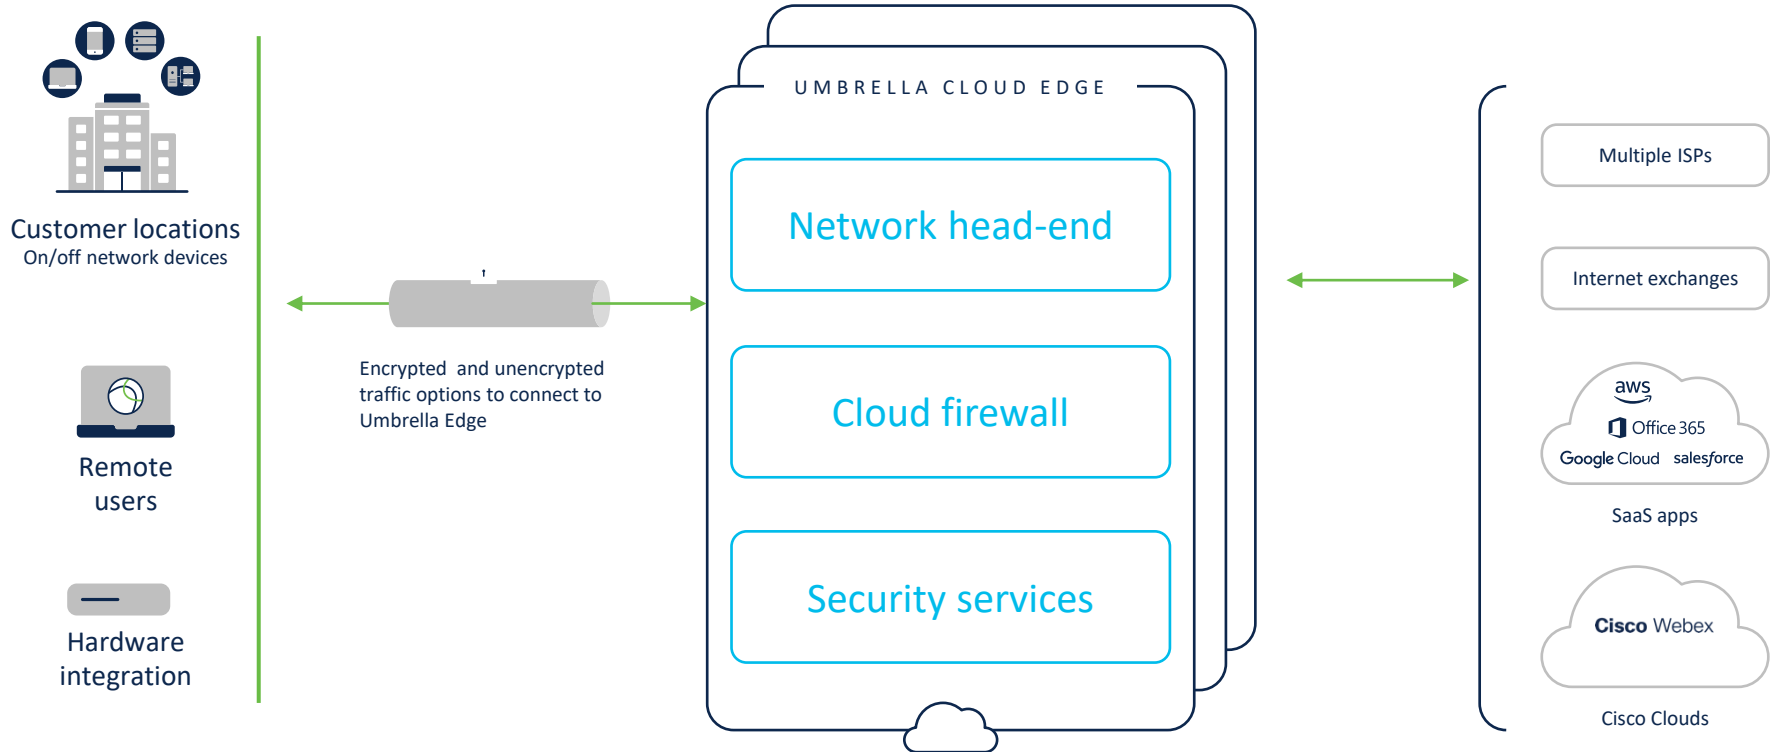 Customer locations
On/off network devices
Remote
users
Hardware
integration
Encrypted and unencrypted
traffic options to connect to
Umbrella Edge
UMBRELLA CLOUD EDGE
Network head-end
Cloud firewall
Security services
Multiple ISPs
Internet exchanges
aws
Office 365
Google Cloud salesforce
SaaS apps
Cisco Webex
Cisco Clouds